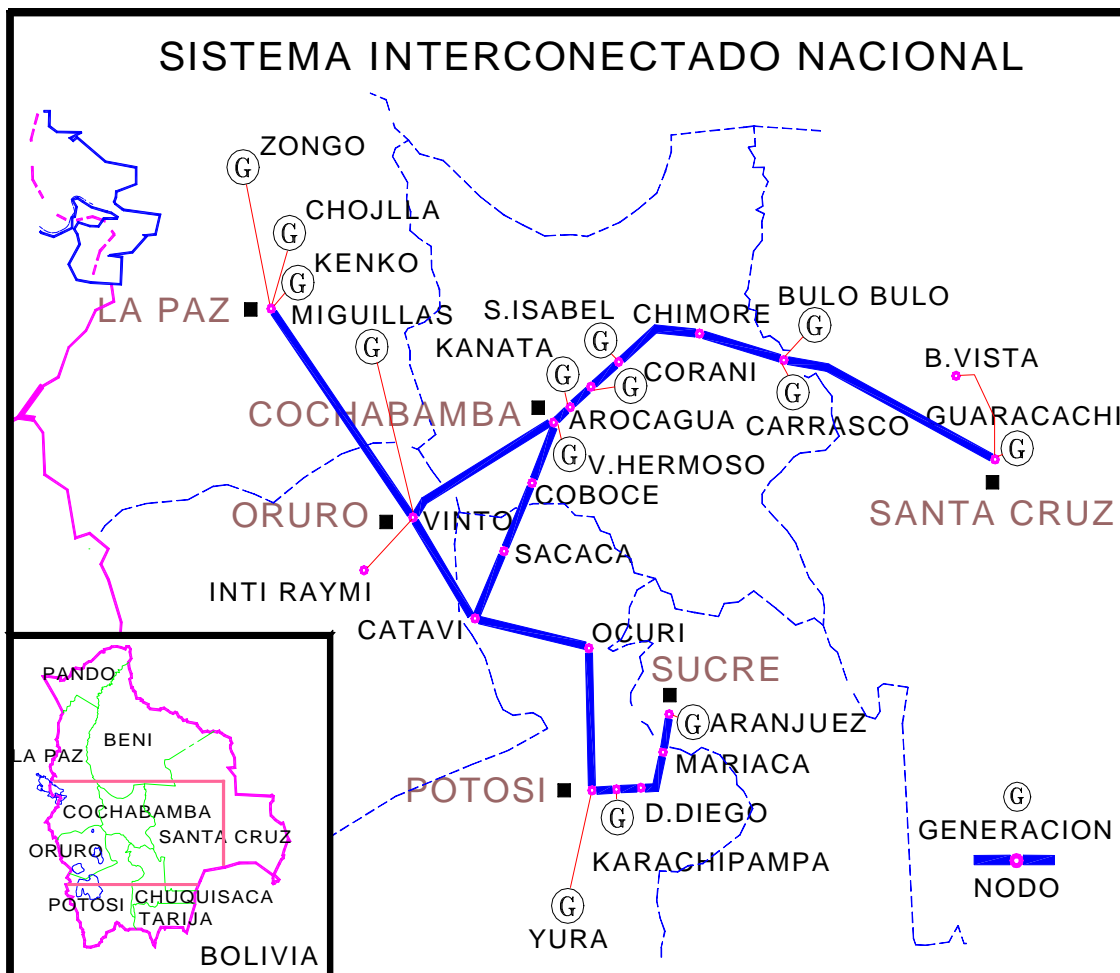 SISTEMA INTERCONECTADO NACIONAL
G
ZONGO
G
CHOJLLA
G
KENKO
LA PAZ
MIGUILLAS
G
S.ISABEL
G
CHIMORE
BULO BULO
G
KANATA
G
G
CORANI
B.VISTA
COCHABAMBA
AROCAGUA
G
CARRASCO
GUARACACHI
G
G
V.HERMOSO
COBOCE
SANTA CRUZ
ORURO
VINTO
SACACA
INTI RAYMI
CATAVI
OCURI
SUCRE
G
ARANJUEZ
MARIACA
POTOSI
G
D.DIEGO
KARACHIPAMPA
G
YURA
G
GENERACION
NODO
PANDO
BENI
LA PAZ
COCHABAMBA
SANTA CRUZ
ORURO
POTOSI
CHUQUISACA
TARIJA
BOLIVIA